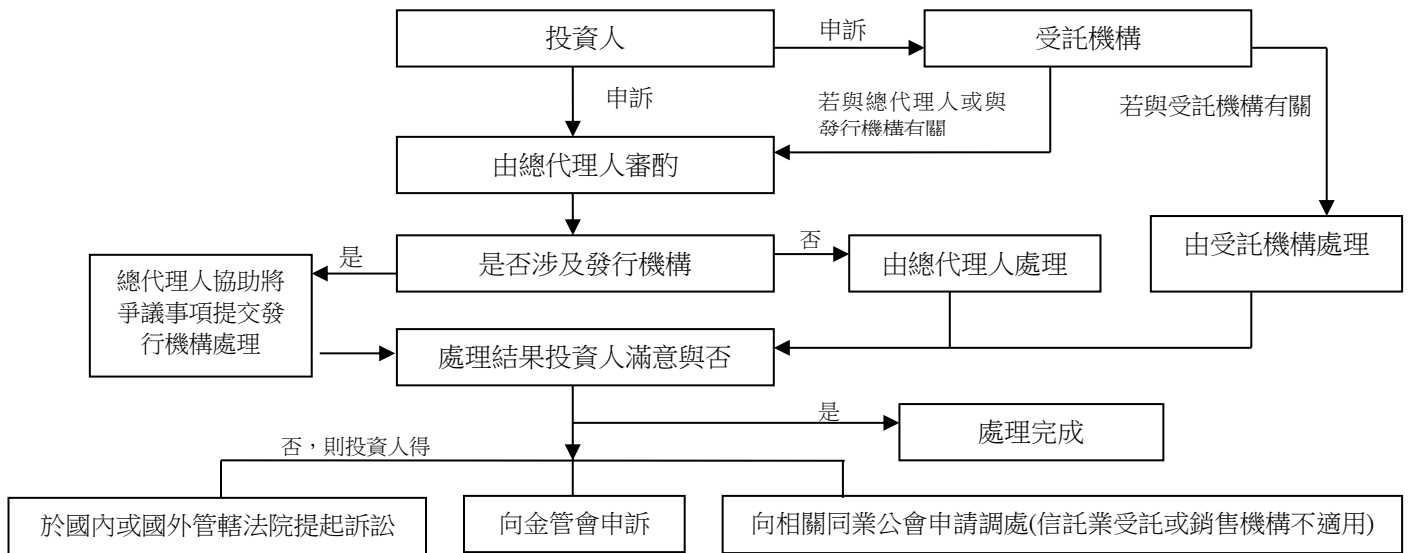 投資人
申訴
受託機構
申訴
若與總代理人或與
發行機構有關
若與受託機構有關
由總代理人審酌
是否涉及發行機構
是
否
由總代理人處理
由受託機構處理
總代理人協助將
爭議事項提交發
行機構處理
處理結果投資人滿意與否
是
處理完成
否，則投資人得
於國內或國外管轄法院提起訴訟
向金管會申訴
向相關同業公會申請調處(信託業受託或銷售機構不適用)